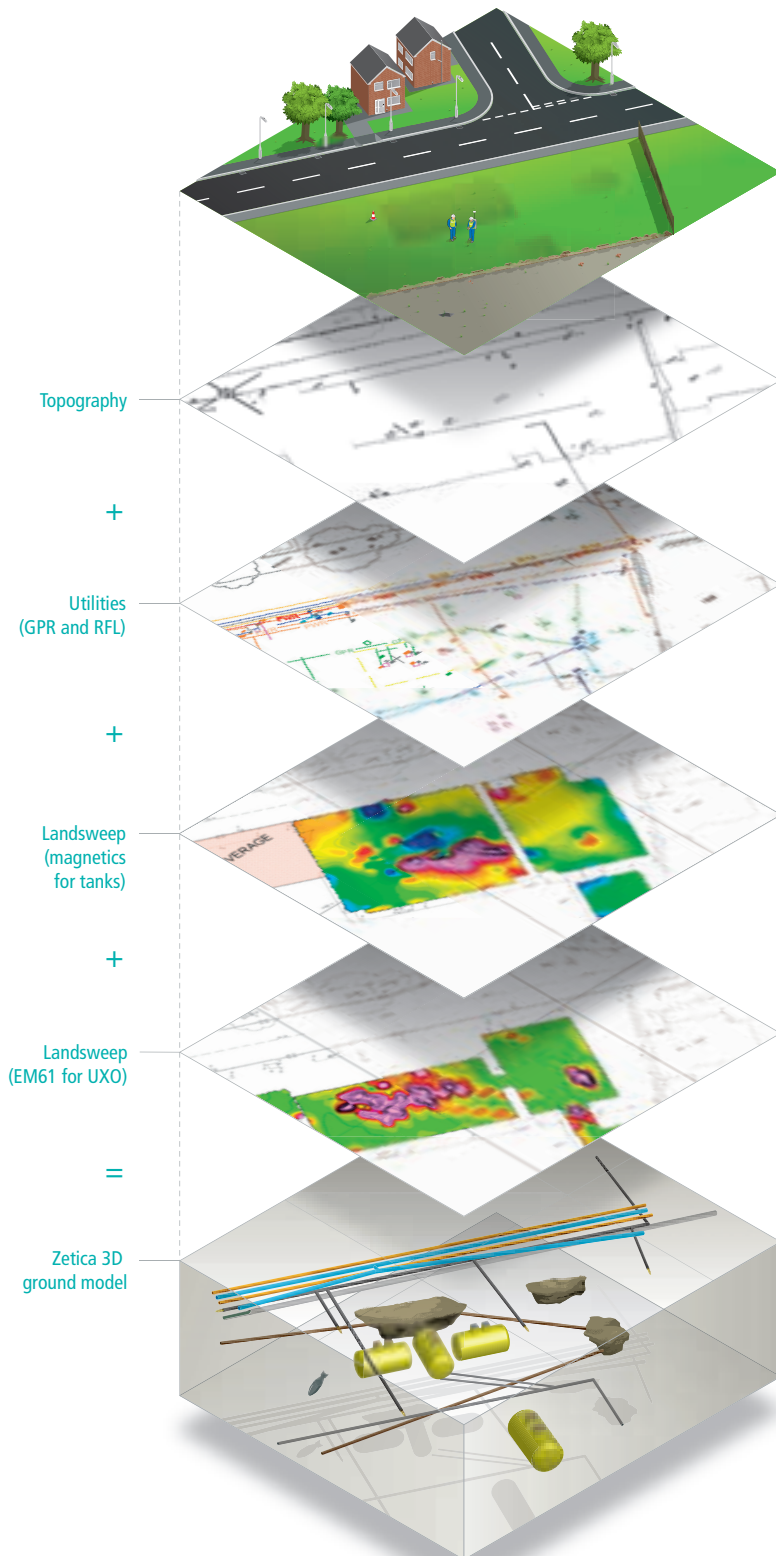 Topography
+
Utilities
(GPR and RFL)
+
Landsweep
(magnetics
for tanks)
VERAGE
+
Landsweep
(EM61 for UXO)
=
Zetica 3D
ground model